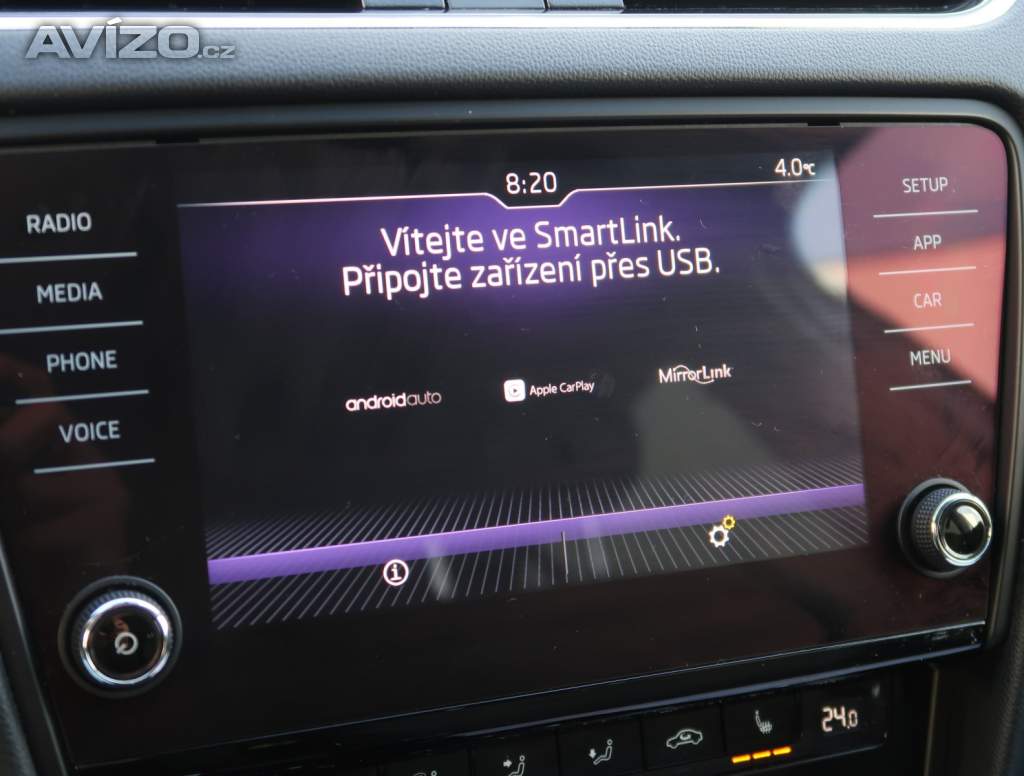 AVÍZO.cz
8:20
4.0°C
Vítejte ve SmartLink.
Připojte zařízení přes USB.
androidauto
Apple CarPlay
MirrorLink
RADIO
MEDIA
PHONE
VOICE
SETUP
APP
CAR
MENU
24.0